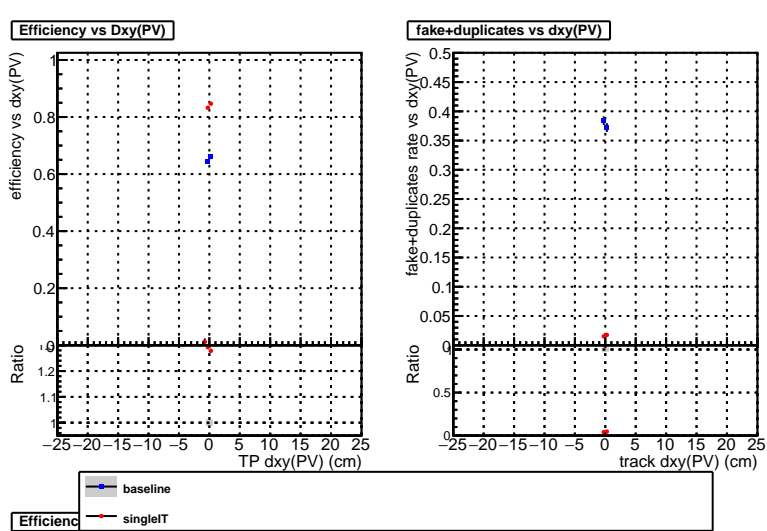 Efficiency vs Dxy(PV)
efficiency vs dxy(PV)
1
0.8
0.6
0.4
0.2
0
Ratio
1.2
1.1
1
−25 −20 −15 −10 −5 0 5 10 15 20 25
TP dxy(PV) (cm)
fake+duplicates vs dxy(PV)
fake+duplicates rate vs dxy(PV)
0.5
0.45
0.4
0.35
0.3
0.25
0.2
0.15
0.1
0.05
0
Ratio
0.5
0
−25 −20 −15 −10 −5 0 5 10 15 20 25
track dxy(PV) (cm)
baseline
singleIT